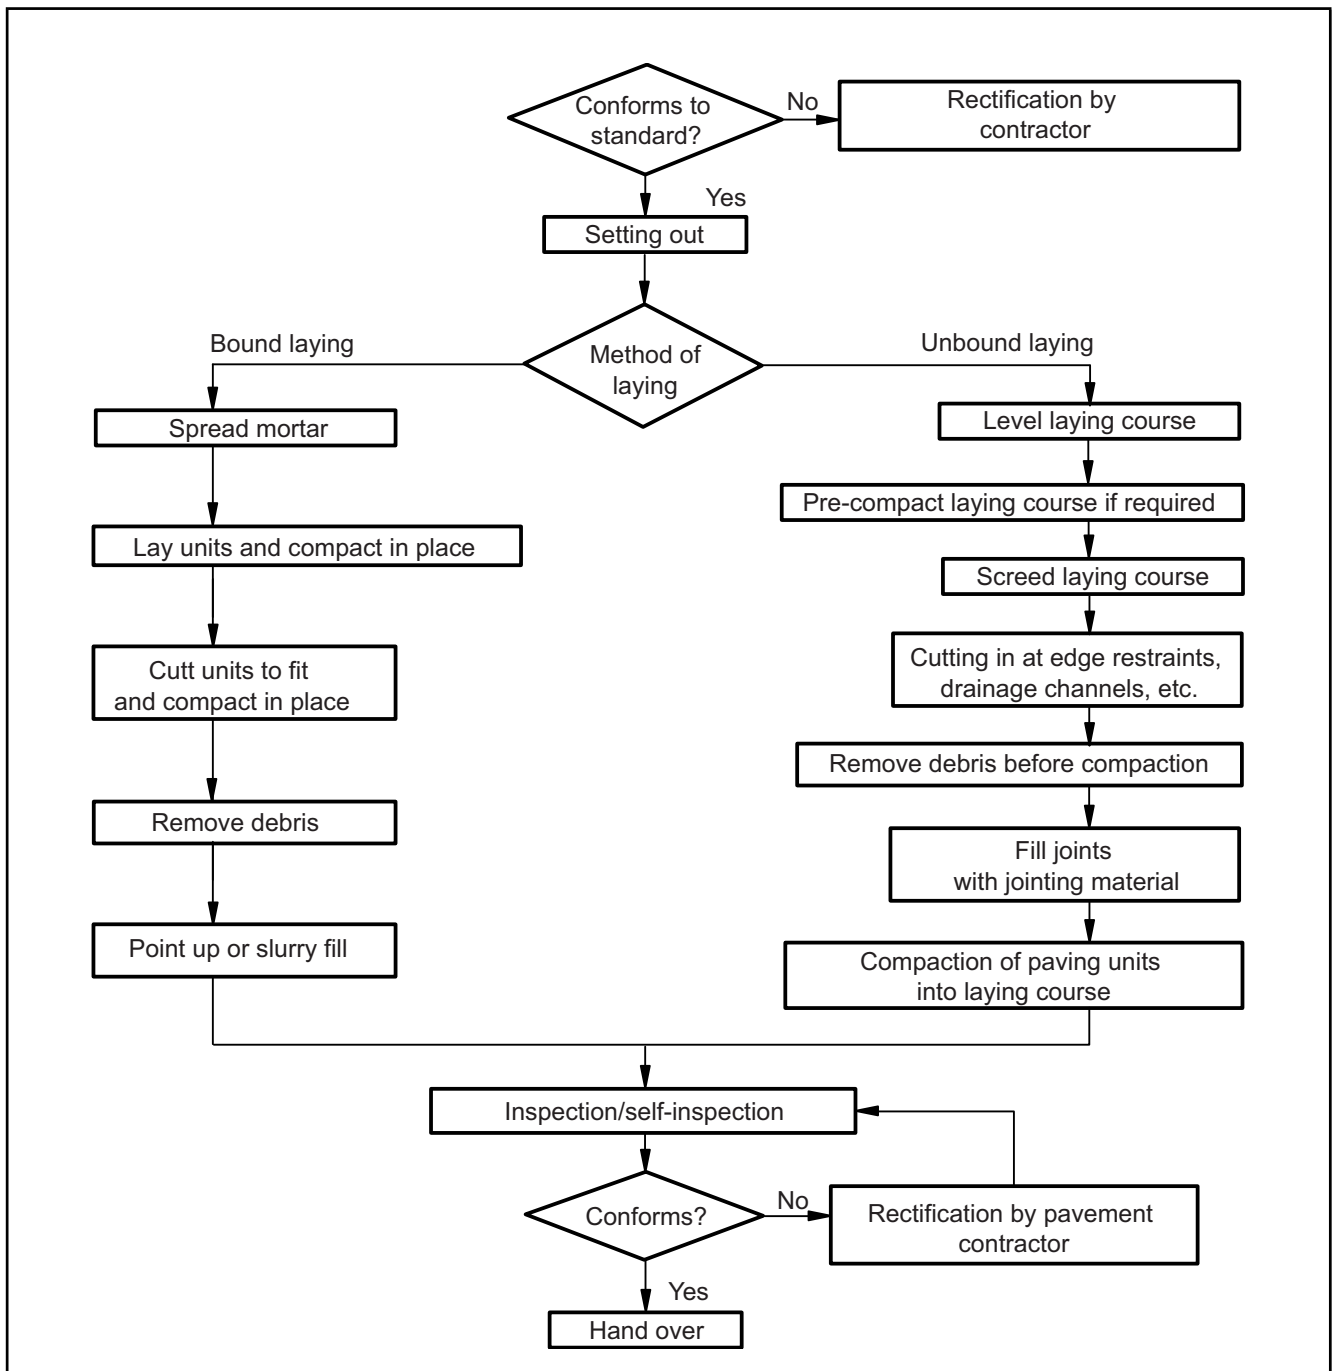 Conforms to
standard?
No
Rectification by
contractor
Yes
Setting out
Method of
laying
Bound laying
Spread mortar
Lay units and compact in place
Cutt units to fit
and compact in place
Remove debris
Point up or slurry fill
Unbound laying
Level laying course
Pre-compact laying course if required
Screed laying course
Cutting in at edge restraints,
drainage channels, etc.
Remove debris before compaction
Fill joints
with jointing material
Compaction of paving units
into laying course
Inspection/self-inspection
Conforms?
No
Rectification by pavement
contractor
Yes
Hand over